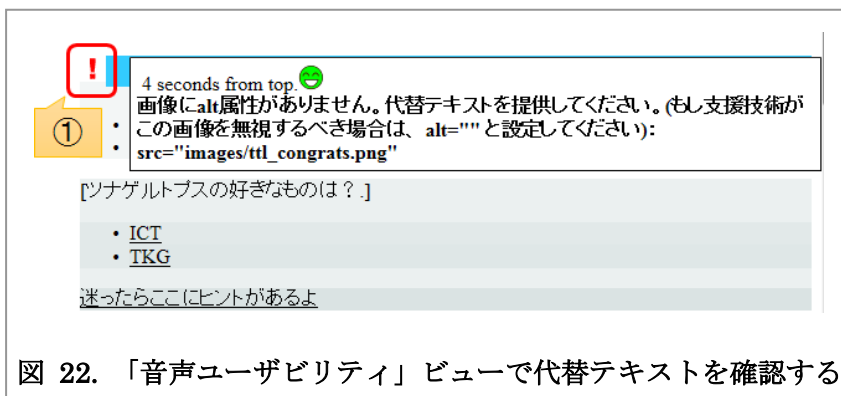 !
4 seconds from top.
画像にalt属性がありません。代替テキストを提供してください。(もし支援技術が
この画像を無視するべき場合は、alt="" と設定してください):
src="images/ttl_congrats.png"
①
[ツナゲルトプスの好きなものは?.]
• ICT
• TKG
迷ったらここにヒントがあるよ
図 22. 「音声ユーザビリティ」ビューで代替テキストを確認する